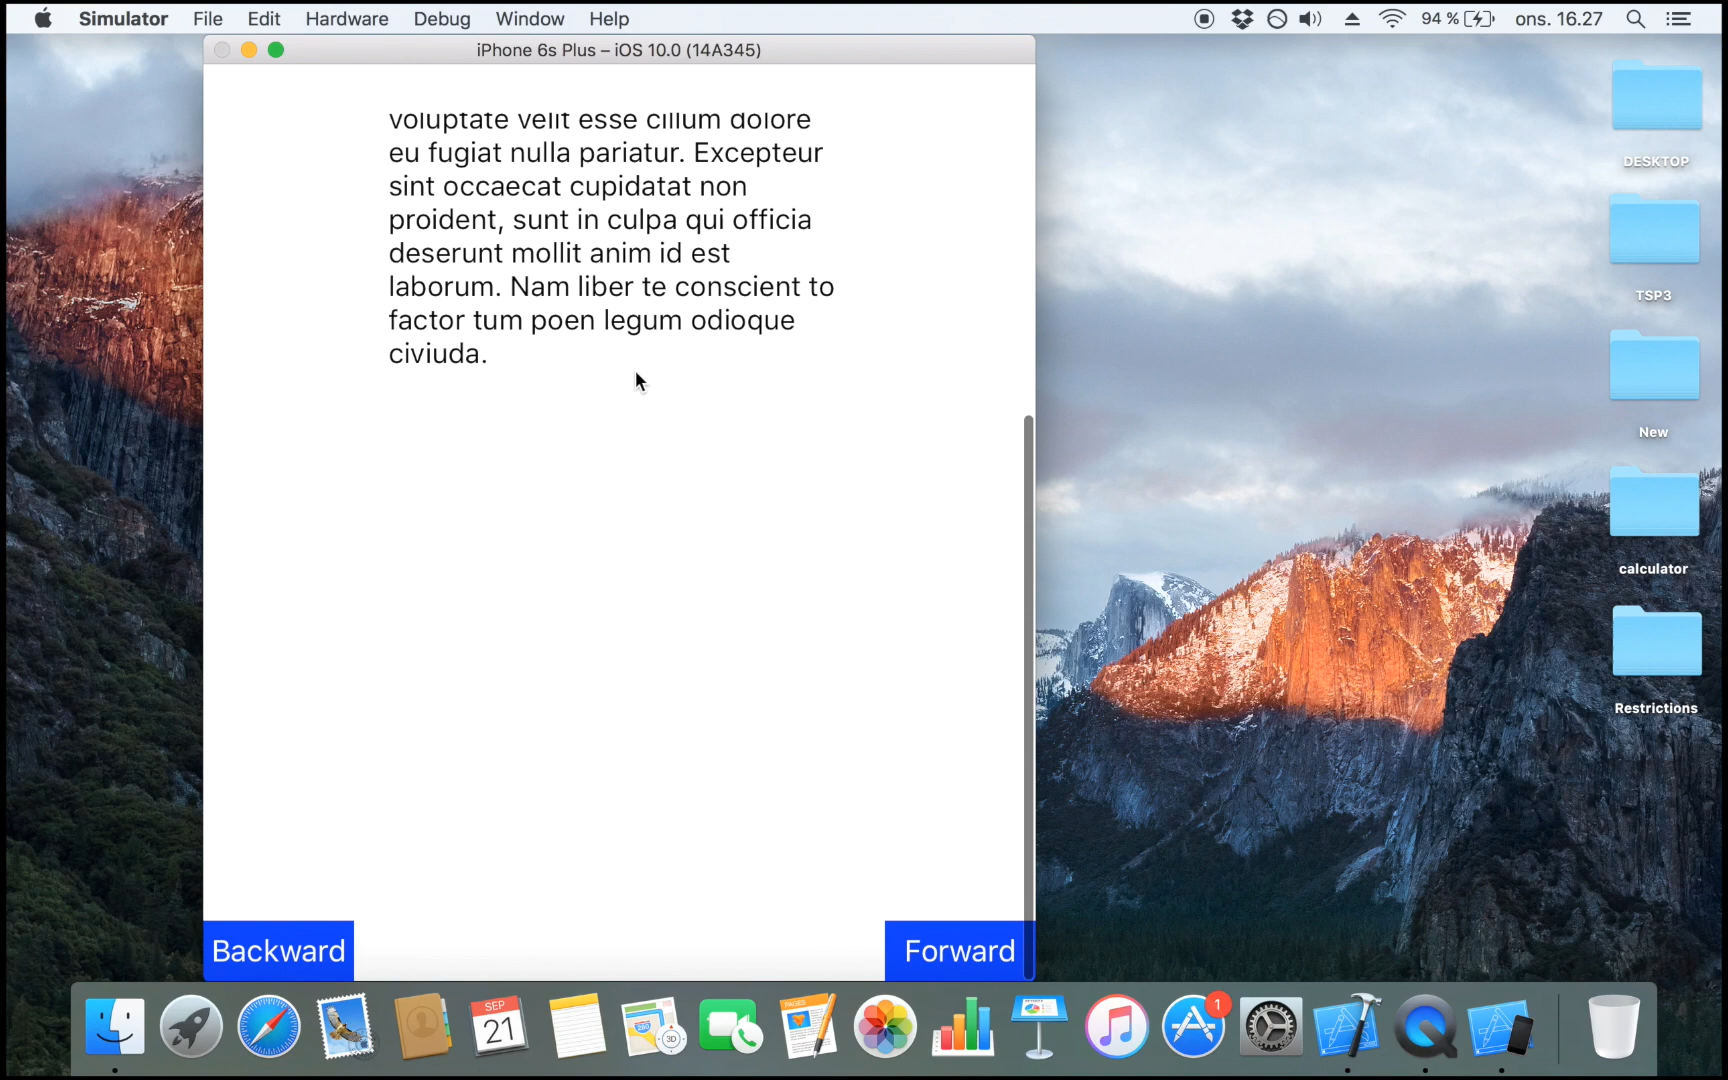 Simulator File Edit Hardware Debug Window Help 94 % ons. 16.27
iPhone 6s Plus – iOS 10.0 (14A345)
voluptate velit esse cillum dolore
eu fugiat nulla pariatur. Excepteur
sint occaecat cupidatat non
proident, sunt in culpa qui officia
deserunt mollit anim id est
laborum. Nam liber te conscient to
factor tum poen legum odioque
civiuda.
Backward
Forward
DESKTOP
TSP3
New
calculator
Restrictions
SEP
21
280
3D
PAGES
1